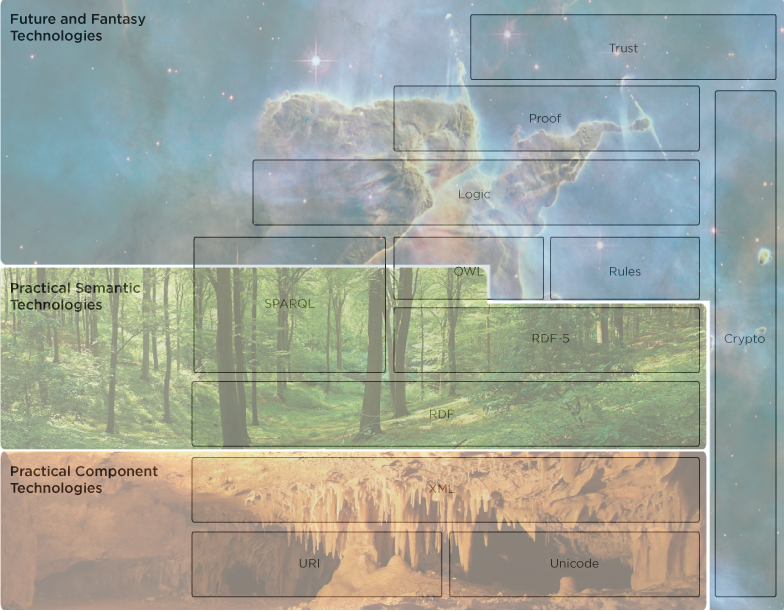 Future and Fantasy
Technologies
Trust
Proof
Logic
OWL
Rules
Practical Semantic
Technologies
SPARQL
RDF-5
Crypto
RDF
Practical Component
Technologies
XML
URI
Unicode